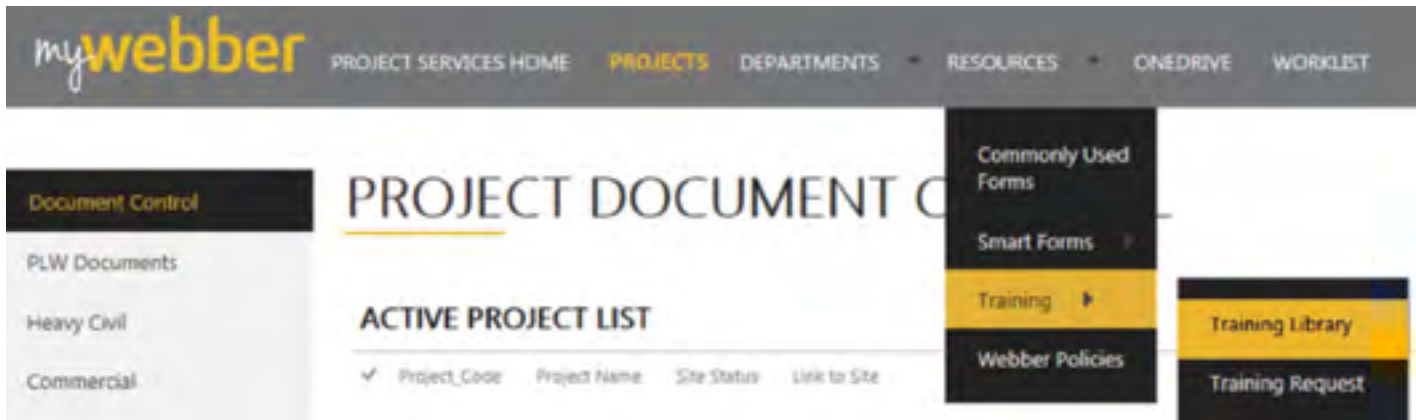 mywebber
PROJECT SERVICES HOME PROJECTS DEPARTMENTS RESOURCES ONEDRIVE WORKLIST
Commonly Used
Forms
Smart Forms
Training
Webber Policies
Training Library
Training Request
Document Control
PLW Documents
Heavy Civil
Commercial
PROJECT DOCUMENT C
ACTIVE PROJECT LIST
Project_Code Project Name Site Status Link to Site